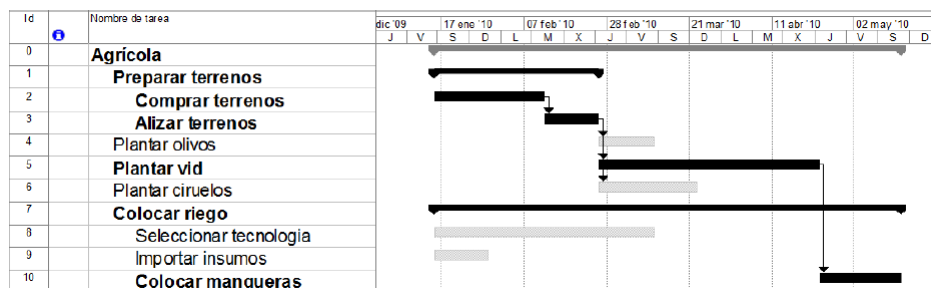 Id Nombre de tarea dic '09 17 ene '10 07 feb '10 28 feb '10 21 mar '10 11 abr '10 02 may '10
J V S D L M X J V S D L M X J V S D
0 Agrícola
1 Preparar terrenos
2 Comprar terrenos
3 Alizar terrenos
4 Plantar olivos
5 Plantar vid
6 Plantar ciruelos
7 Colocar riego
8 Seleccionar tecnologia
9 Importar insumos
10 Colocar mangueras